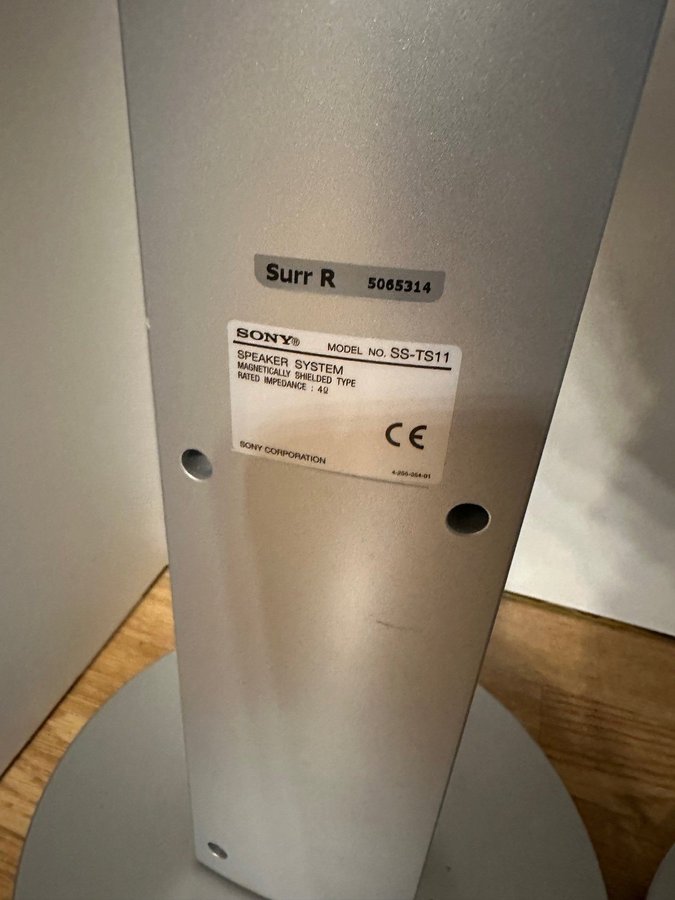 Surr R 5065314
SONY® MODEL NO. SS-TS11
SPEAKER SYSTEM
MAGNETICALLY SHIELDED TYPE
RATED IMPEDANCE : 4Ω
CE
SONY CORPORATION